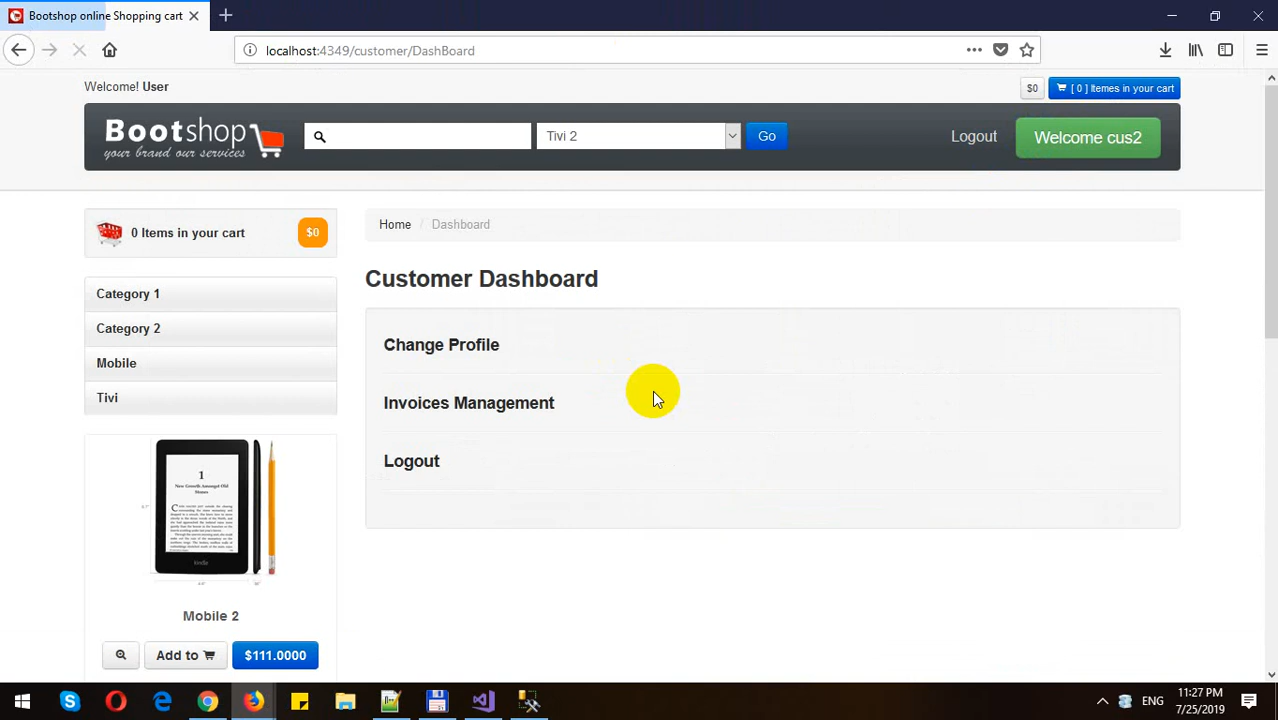 Bootshop online Shopping cart
localhost:4349/customer/DashBoard
Welcome! User
$0
[ 0 ] Itemes in your cart
Bootshop
your brand our services
Tivi 2
Go
Logout
Welcome cus2
0 Items in your cart
$0
Home / Dashboard
Customer Dashboard
Category 1
Category 2
Mobile
Tivi
Change Profile
Invoices Management
Logout
1
kindle
Mobile 2
Add to
$111.0000
ENG
11:27 PM
7/25/2019